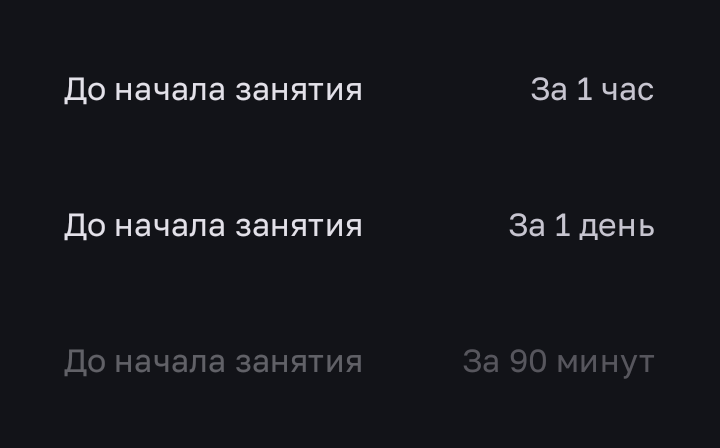 До начала занятия За 1 час
До начала занятия За 1 день
До начала занятия За 90 минут